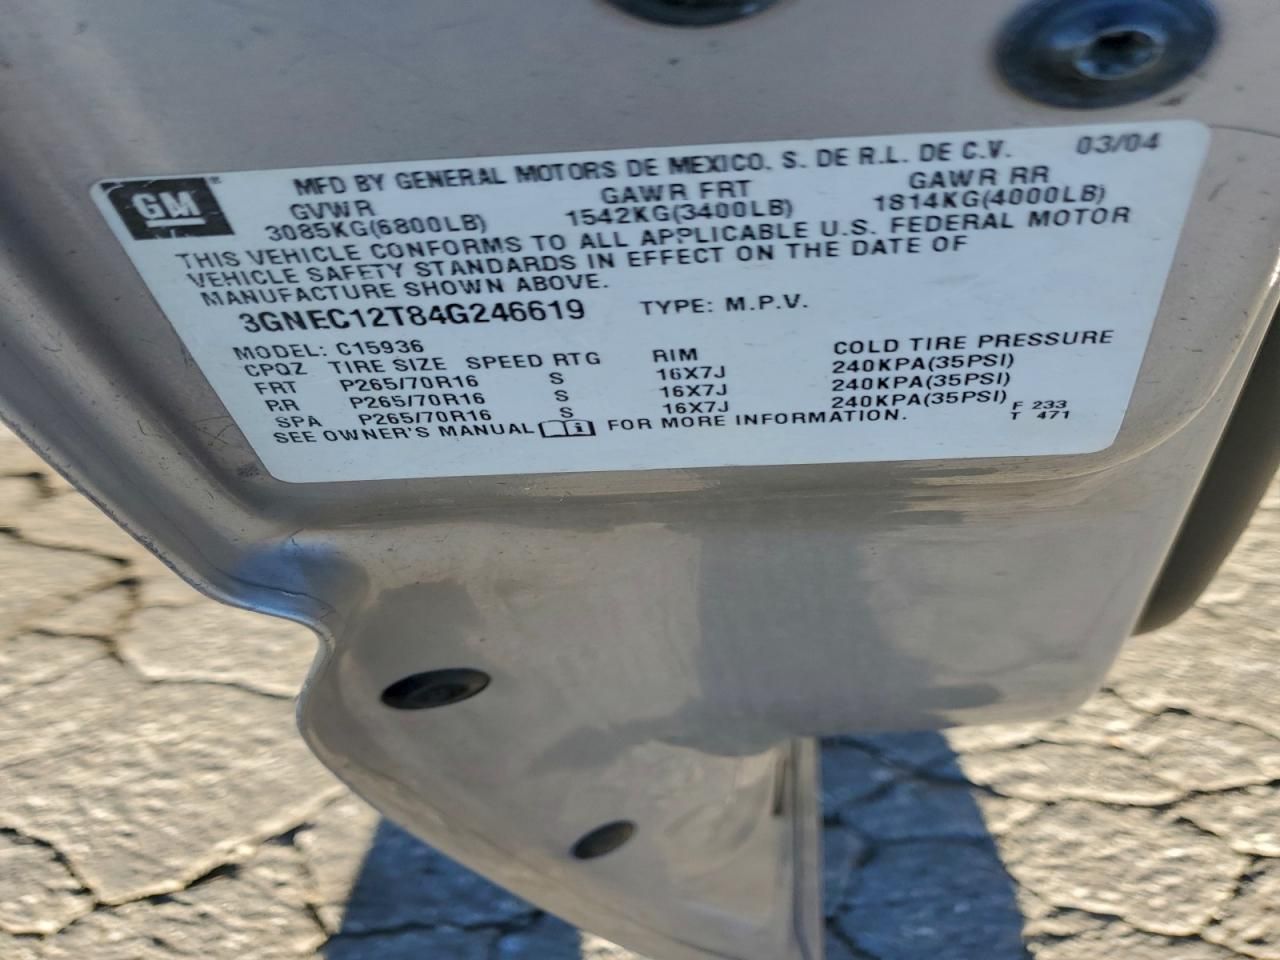 GM
MFD BY GENERAL MOTORS DE MEXICO, S. DE R.L. DE C.V. 03/04
GVWR GAWR FRT GAWR RR
3085KG(6800LB) 1542KG(3400LB) 1814KG(4000LB)
THIS VEHICLE CONFORMS TO ALL APPLICABLE U.S. FEDERAL MOTOR
VEHICLE SAFETY STANDARDS IN EFFECT ON THE DATE OF
MANUFACTURE SHOWN ABOVE.
3GNEC12T84G246619 TYPE: M.P.V.
MODEL: C15936
CPQZ TIRE SIZE SPEED RTG RIM COLD TIRE PRESSURE
FRT P265/70R16 S 16X7J 240KPA(35PSI)
RR P265/70R16 S 16X7J 240KPA(35PSI)
SPA P265/70R16 S 16X7J 240KPA(35PSI)
SEE OWNER'S MANUAL FOR MORE INFORMATION.
F 233
T 471